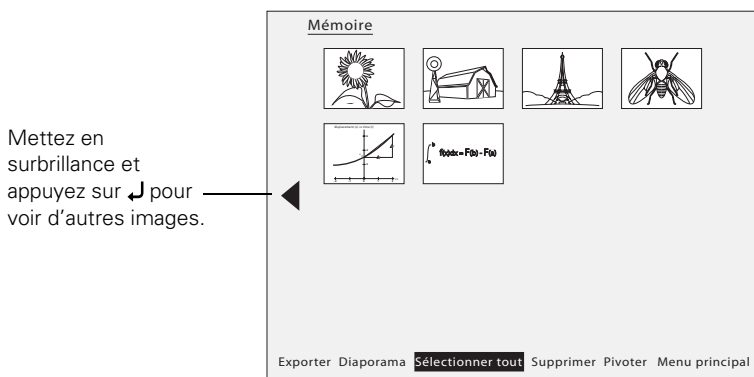 Mémoire
Mettez en
surbrillance et
appuyez sur ↵ pour
voir d'autres images.
∫ b a f(x)dx = F(b) - F(a)
Exporter Diaporama Sélectionner tout Supprimer Pivoter Menu principal